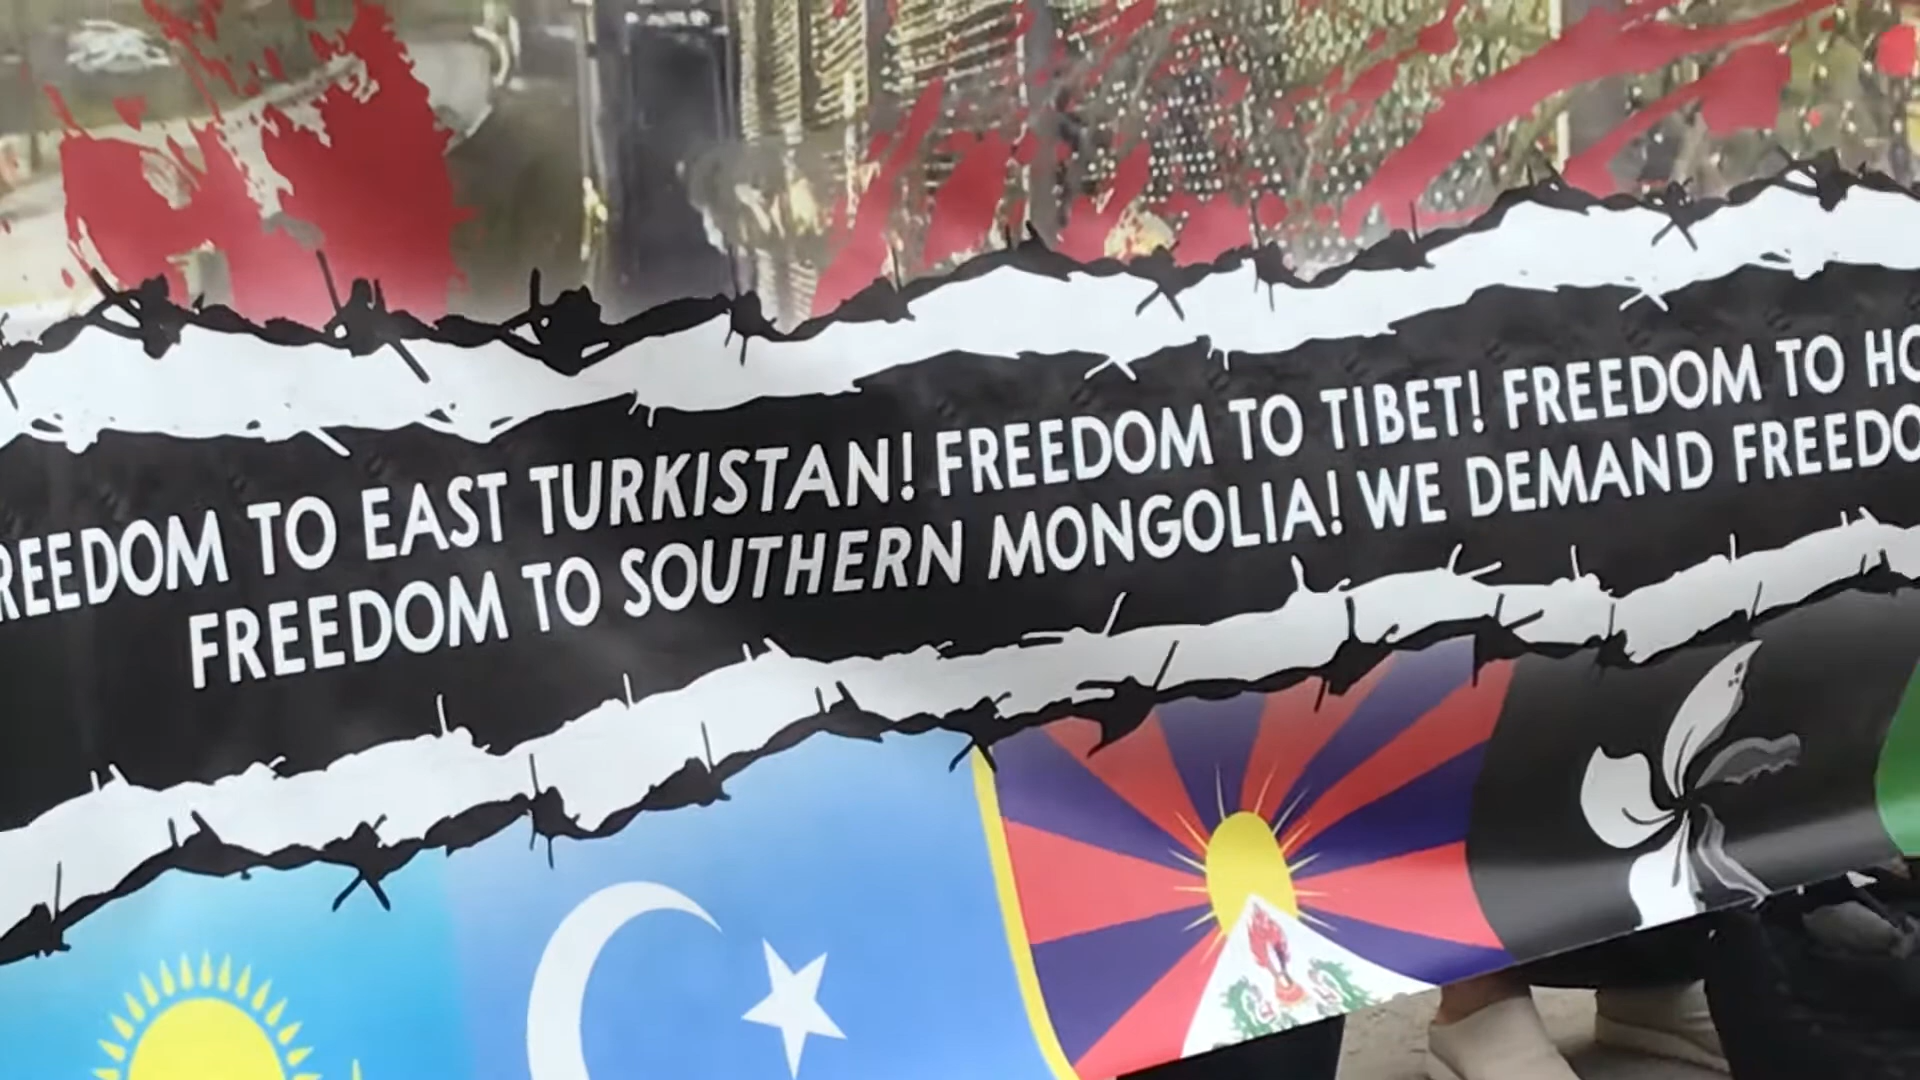 REEDOM TO EAST TURKISTAN! FREEDOM TO TIBET! FREEDOM TO HO
FREEDOM TO SOUTHERN MONGOLIA! WE DEMAND FREEDO